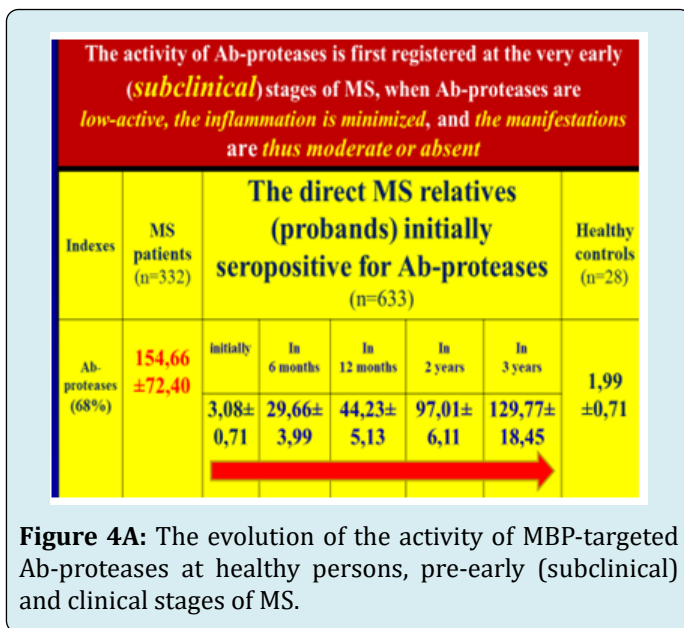 The activity of Ab-proteases is first registered at the very early
(subclinical) stages of MS, when Ab-proteases are
low-active, the inflammation is minimized, and the manifestations
are thus moderate or absent
Indexes
MS
patients
(n=332)
The direct MS relatives
(probands) initially
seropositive for Ab-proteases
(n=633)
Healthy
controls
(n=28)
Ab-
proteases
(68%)
154,66
±72,40
initially
In
6 months
In
12 months
In
2 years
In
3 years
3,08±
0,71
29,66±
3,99
44,23±
5,13
97,01±
6,11
129,77±
18,45
1,99
±0,71
Figure 4A: The evolution of the activity of MBP-targeted
Ab-proteases at healthy persons, pre-early (subclinical)
and clinical stages of MS.